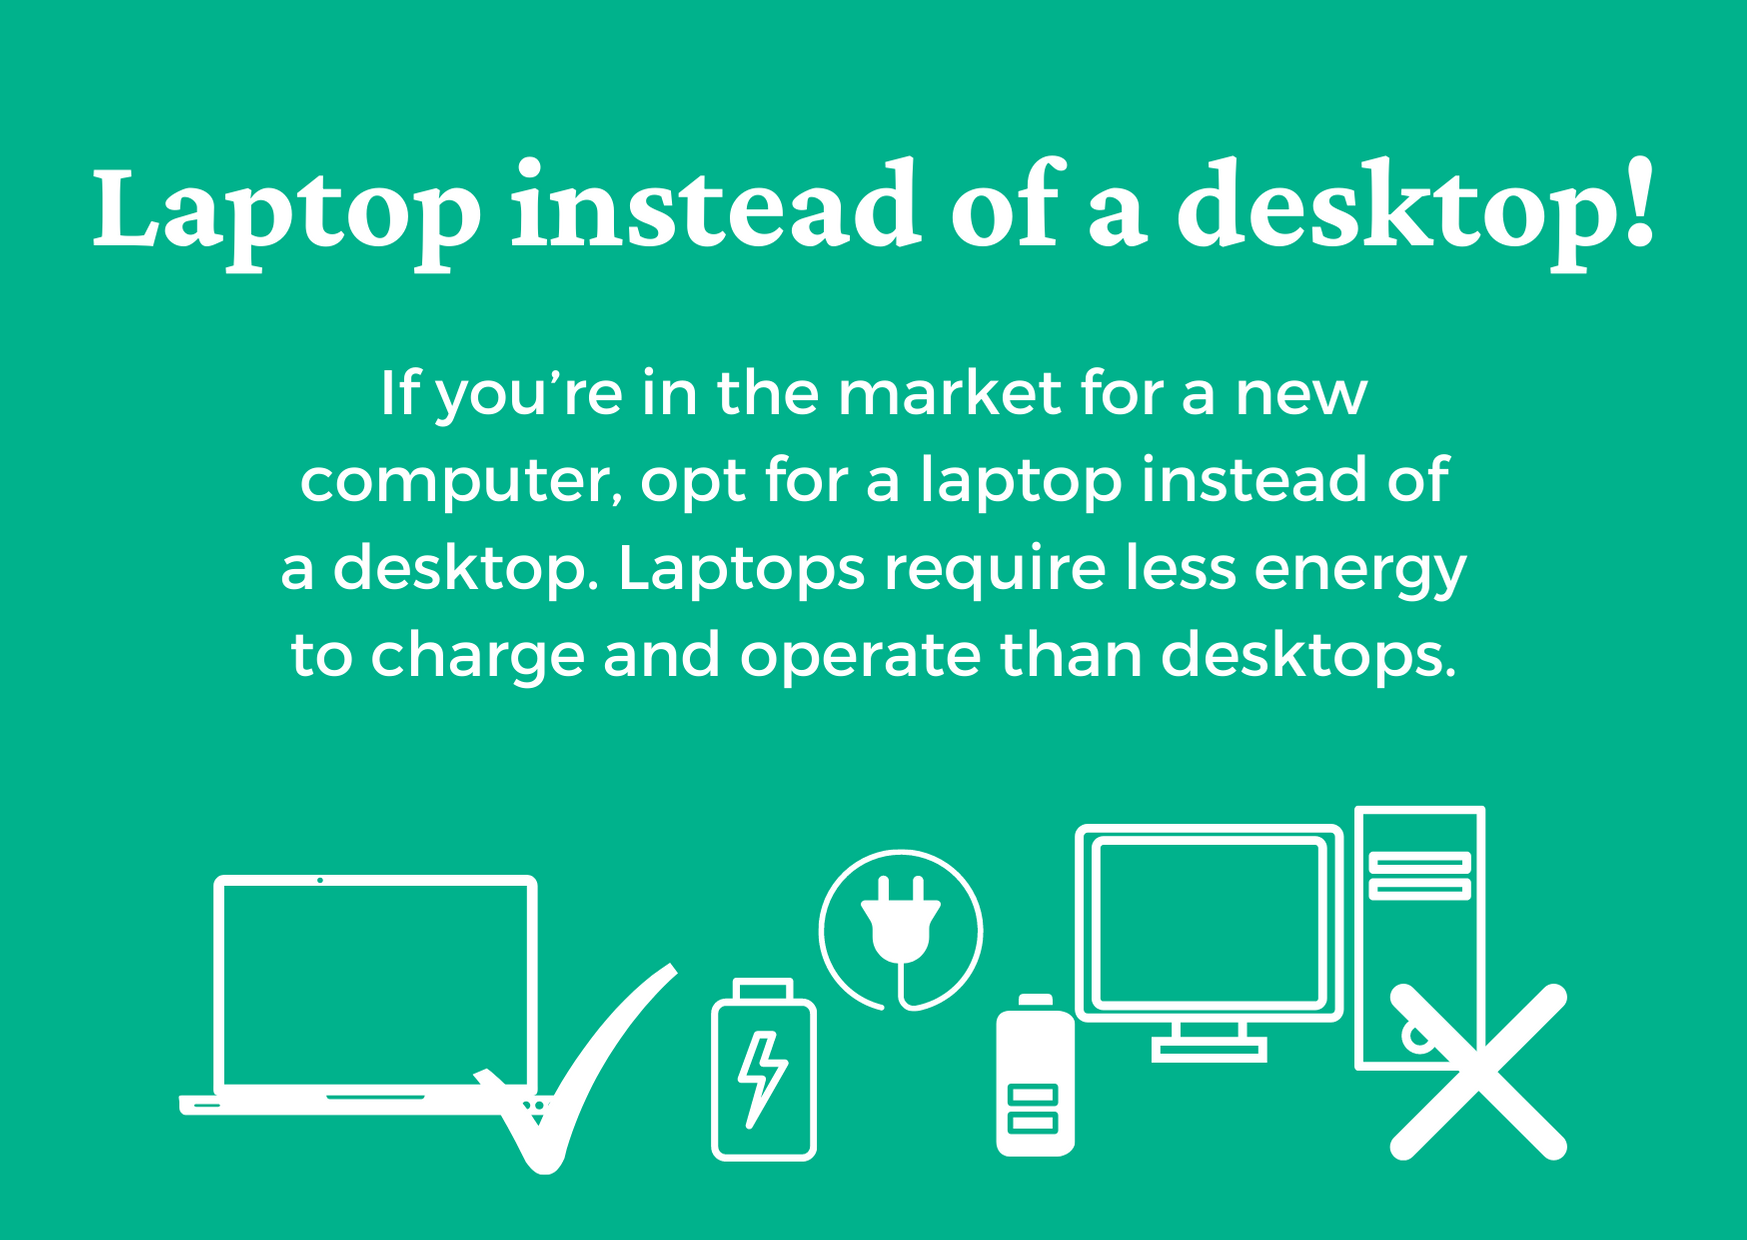 Laptop instead of a desktop!
If you’re in the market for a new
computer, opt for a laptop instead of
a desktop. Laptops require less energy
to charge and operate than desktops.